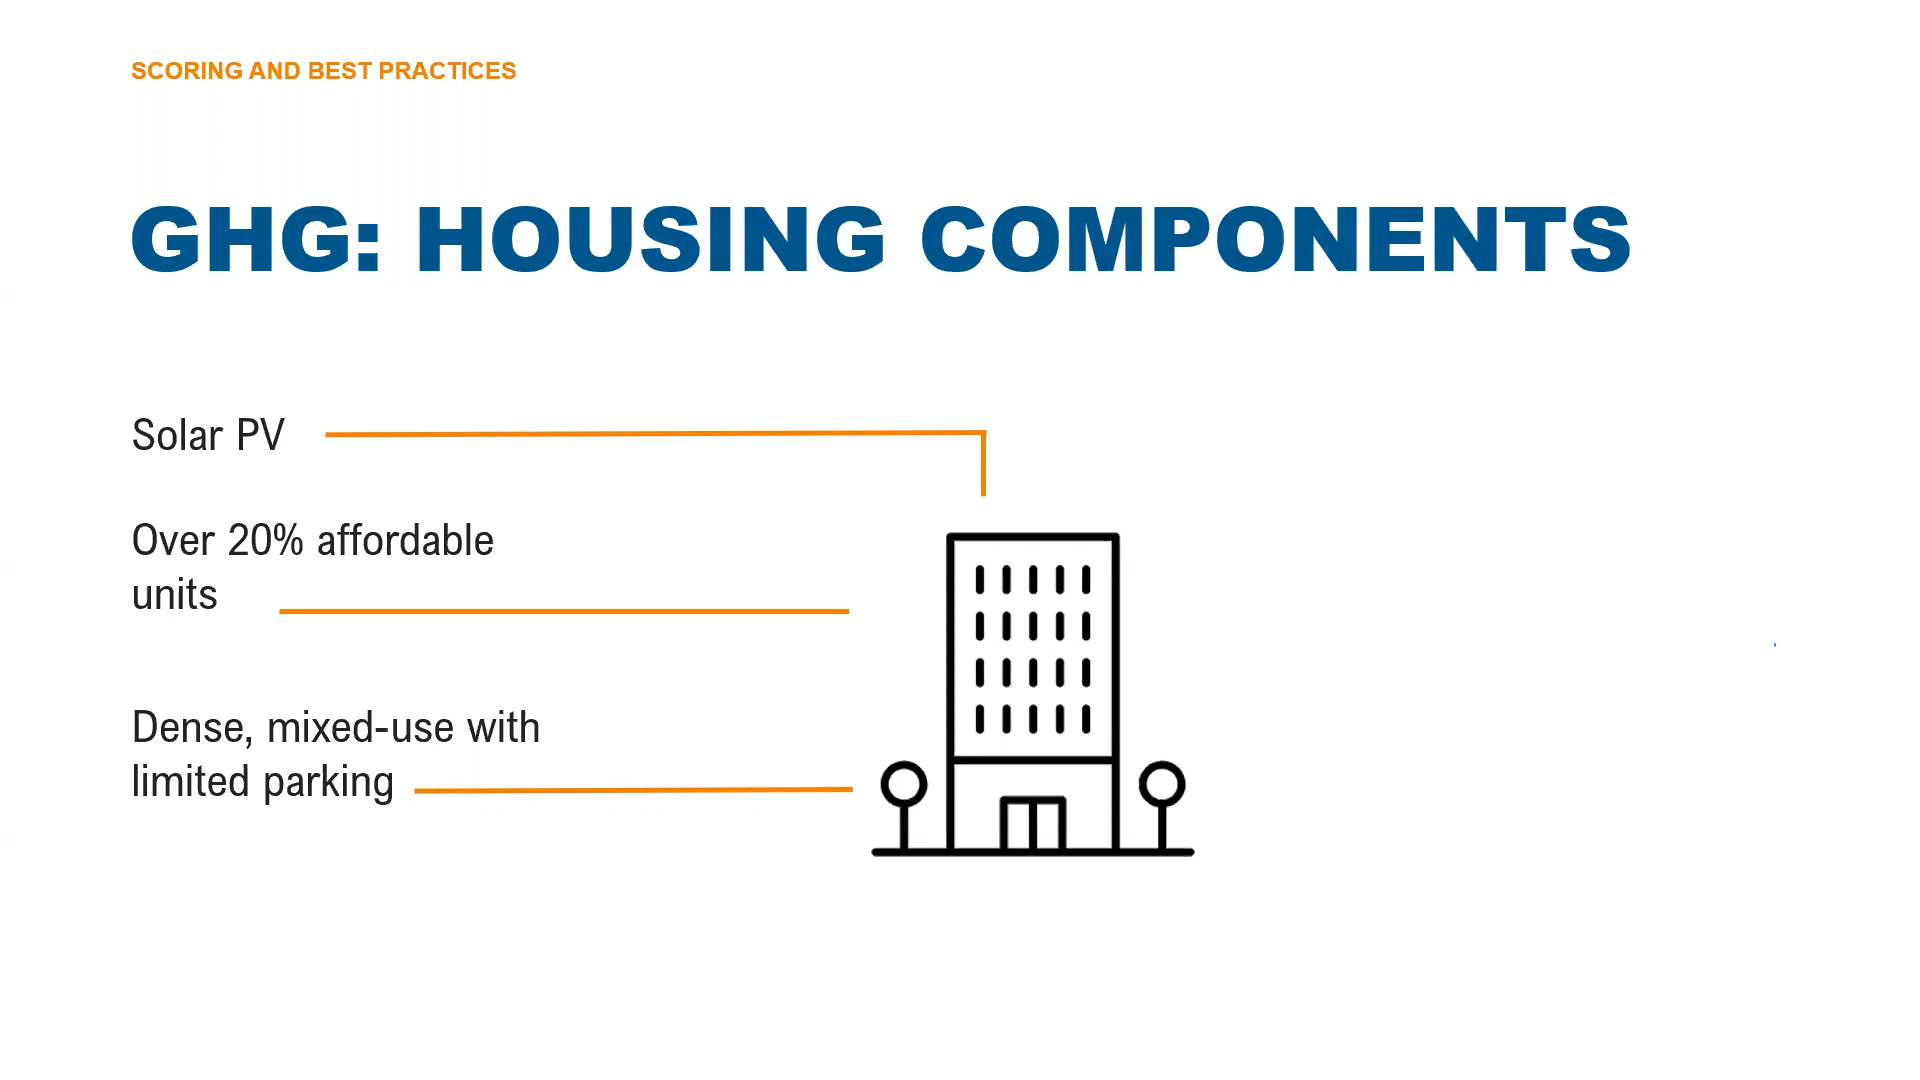 SCORING AND BEST PRACTICES
GHG: HOUSING COMPONENTS
Solar PV
Over 20% affordable
units
Dense, mixed-use with
limited parking